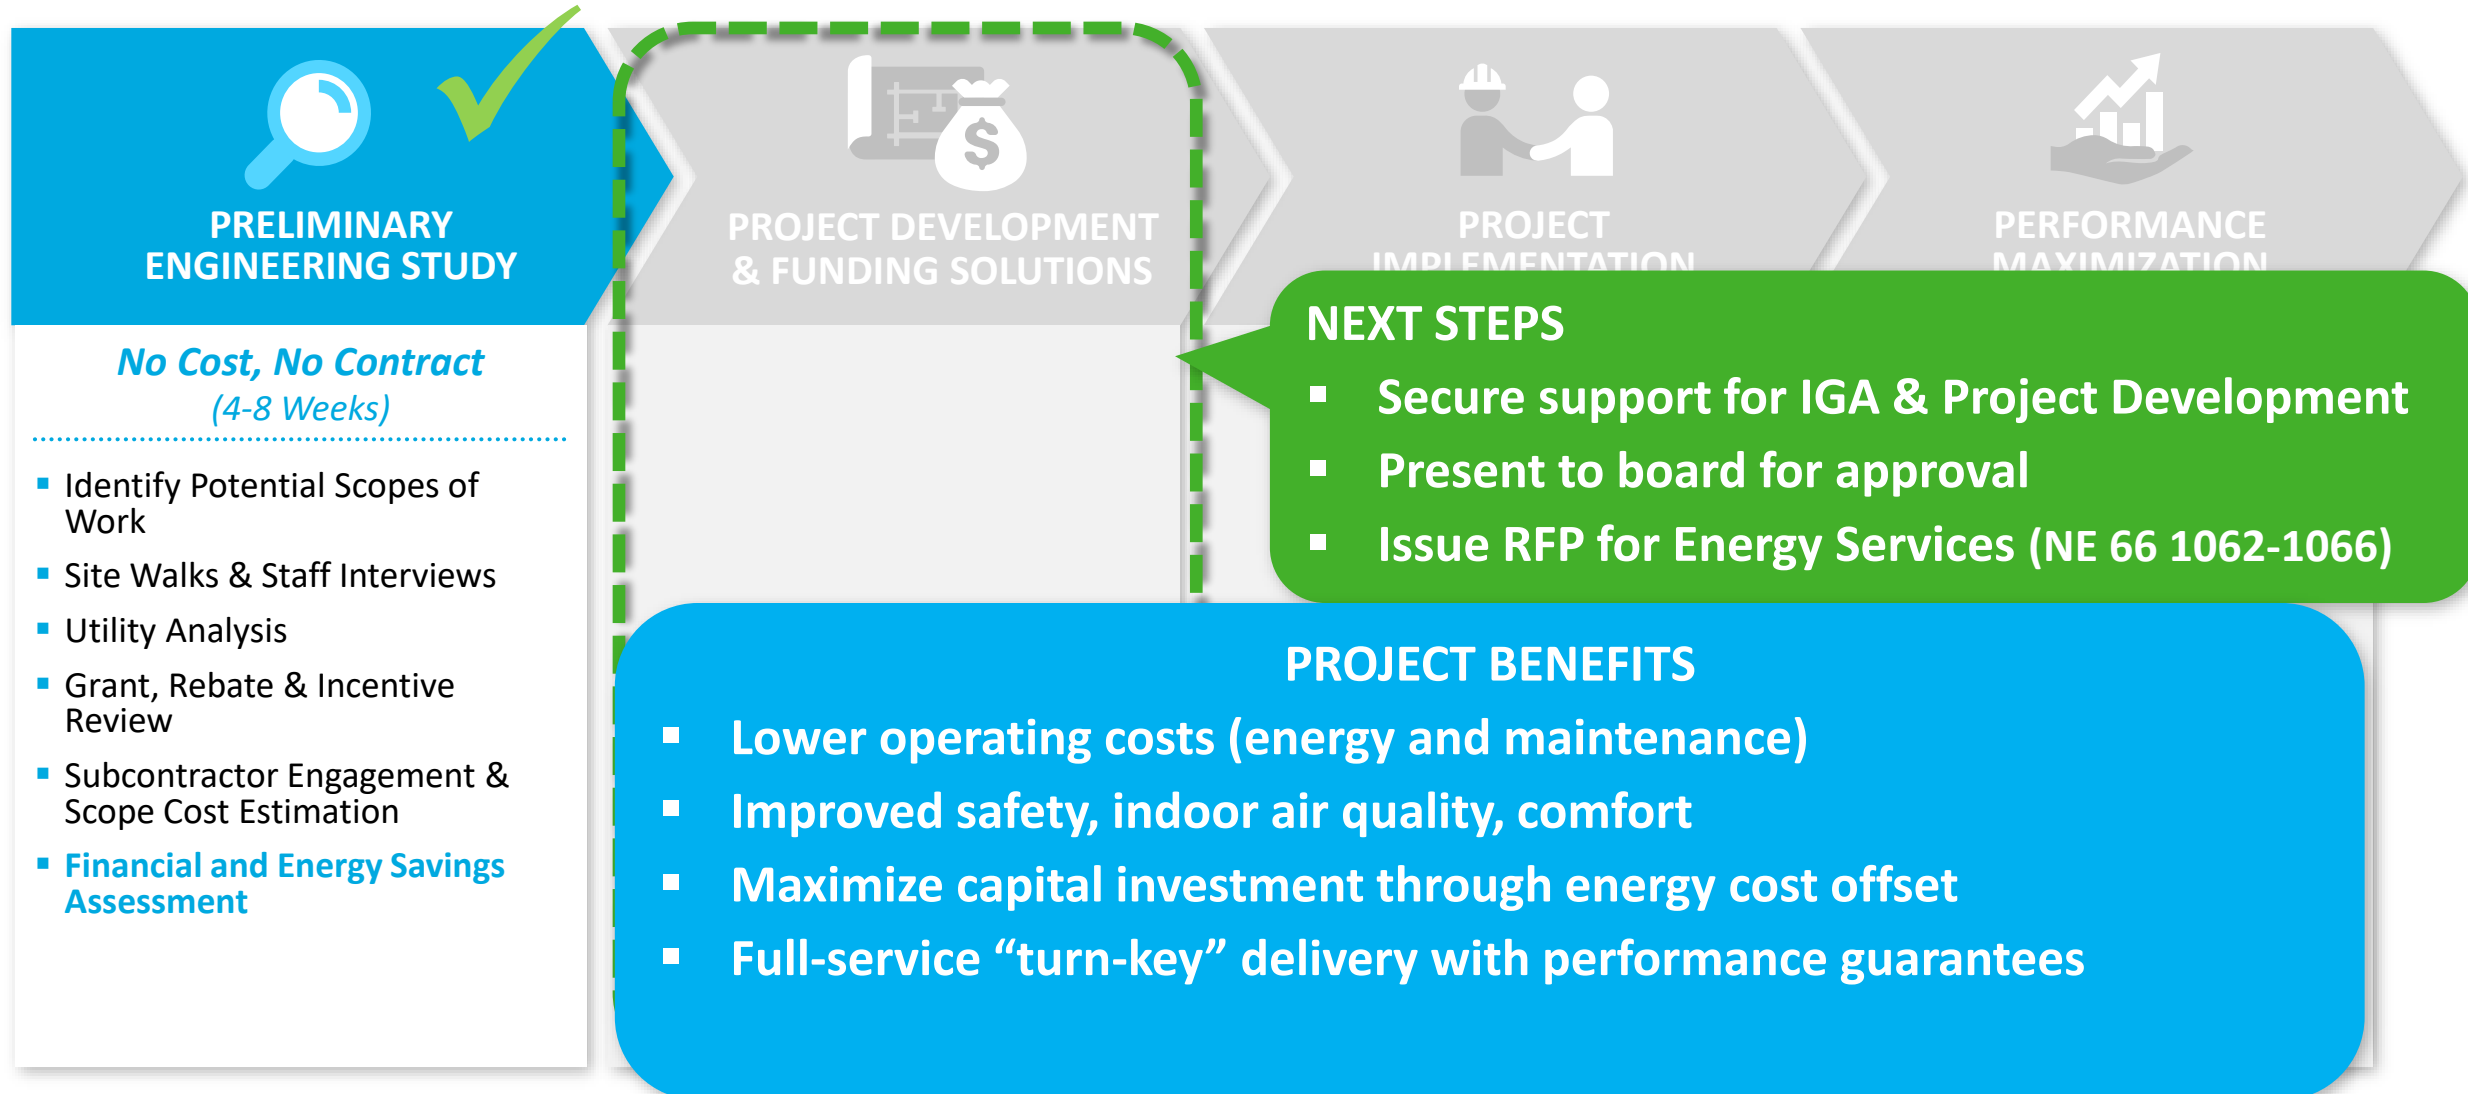 PRELIMINARY
ENGINEERING STUDY
No Cost, No Contract
(4-8 Weeks)
▪ Identify Potential Scopes of
Work
▪ Site Walks & Staff Interviews
▪ Utility Analysis
▪ Grant, Rebate & Incentive
Review
▪ Subcontractor Engagement &
Scope Cost Estimation
▪ Financial and Energy Savings
Assessment
$
PROJECT DEVELOPMENT
& FUNDING SOLUTIONS
PROJECT
IMPLEMENTATION
PERFORMANCE
MAXIMIZATION
NEXT STEPS
▪ Secure support for IGA & Project Development
▪ Present to board for approval
▪ Issue RFP for Energy Services (NE 66 1062-1066)
PROJECT BENEFITS
▪ Lower operating costs (energy and maintenance)
▪ Improved safety, indoor air quality, comfort
▪ Maximize capital investment through energy cost offset
▪ Full-service “turn-key” delivery with performance guarantees